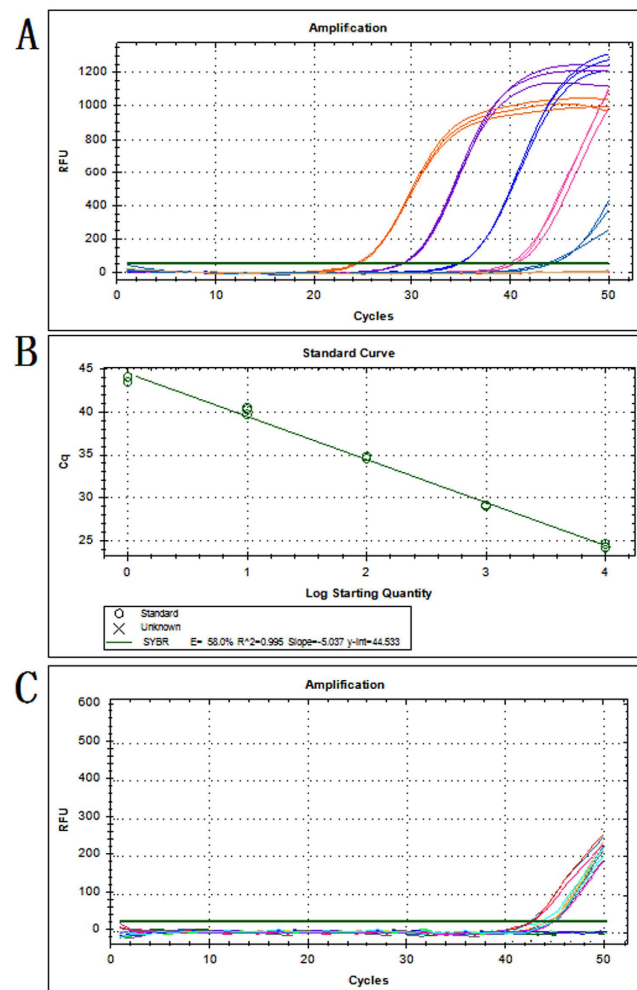 A
Amplification
1200
1000
800
600
400
200
0
RFU
0 10 20 30 40 50
Cycles
B
Standard Curve
45
40
35
30
25
Cq
0 1 2 3 4
Log Starting Quantity
Standard
Unknown
SYBR E= 58.0% R^2=0.995 Slope=-5.037 y-int=44.533
C
Amplification
600
500
400
300
200
100
0
RFU
0 10 20 30 40 50
Cycles